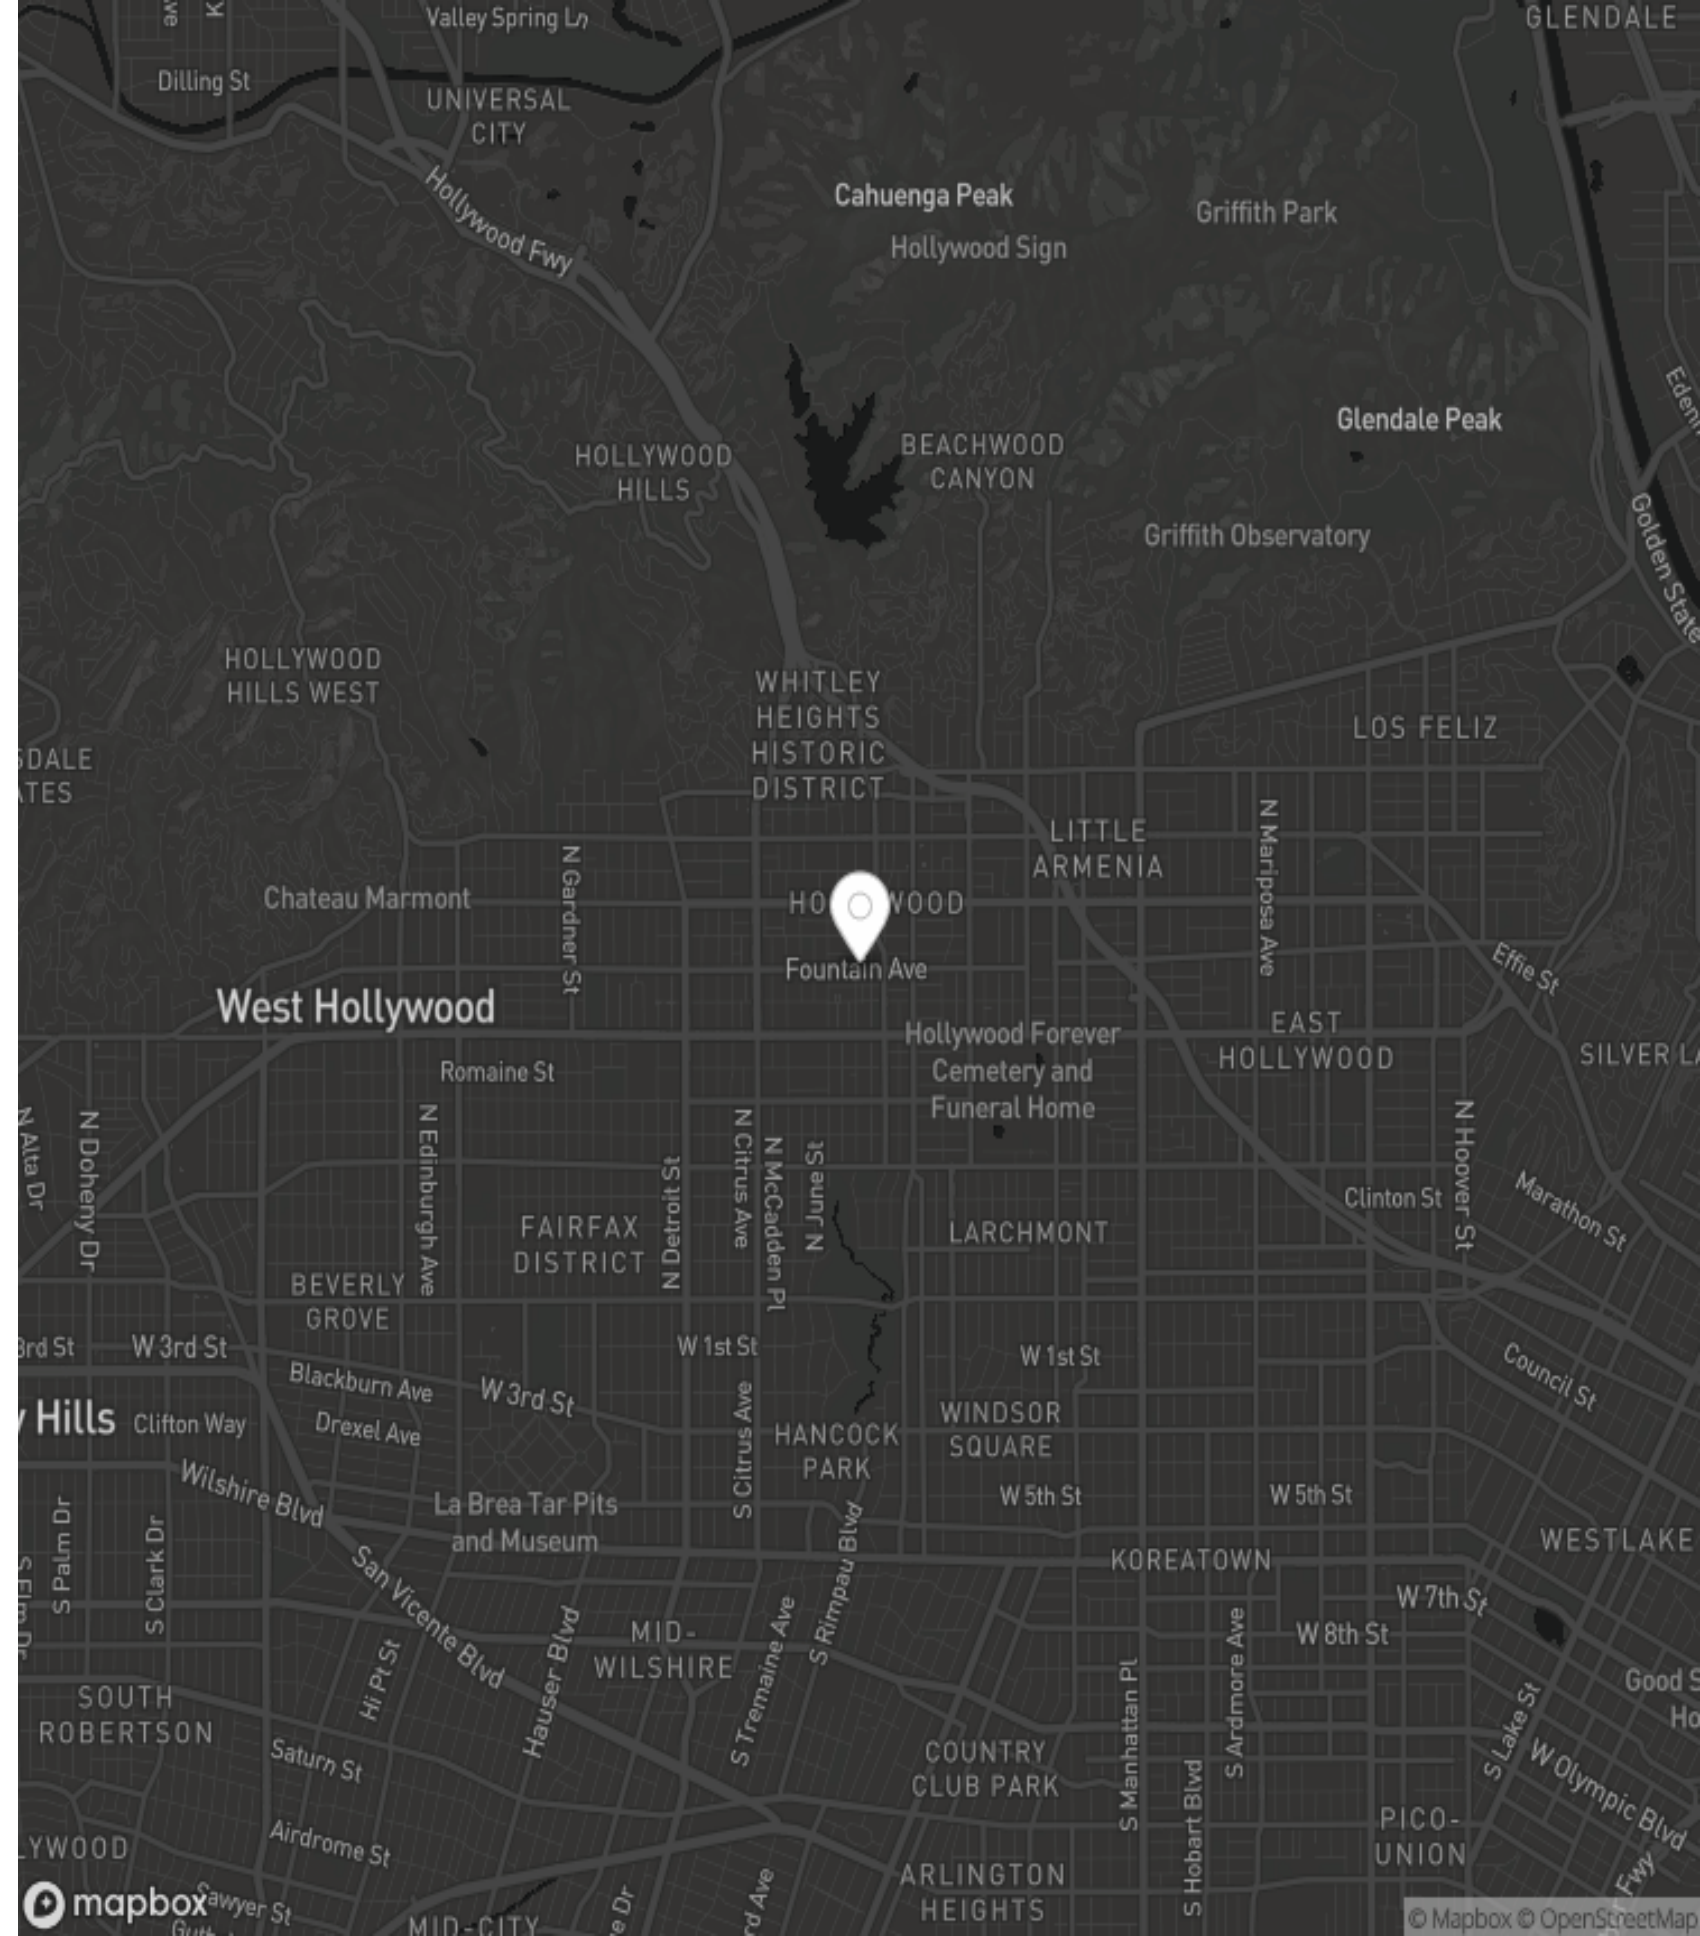 Valley Spring Ln
GLENDALE
Dilling St
UNIVERSAL
CITY
Hollywood Fwy
Cahuenga Peak
Hollywood Sign
Griffith Park
Glendale Peak
HOLLYWOOD
HILLS
BEACHWOOD
CANYON
Griffith Observatory
Golden State
HOLLYWOOD
HILLS WEST
WHITLEY
HEIGHTS
HISTORIC
DISTRICT
LOS FELIZ
LITTLE
ARMENIA
N Mariposa Ave
N Gardner St
Chateau Marmont
Fountain Ave
Effie St
West Hollywood
Hollywood Forever
Cemetery and
Funeral Home
EAST
HOLLYWOOD
Romaine St
N Alta Dr
N Doheny Dr
N Edinburgh Ave
N Detroit St
N Citrus Ave
N McCadden Pl
N June St
N Hoover St
Clinton St
Marathon St
FAIRFAX
DISTRICT
LARCHMONT
BEVERLY
GROVE
W 3rd St
W 1st St
W 1st St
Council St
Blackburn Ave
W 3rd St
Hills
Clifton Way
Drexel Ave
S Citrus Ave
HANCOCK
PARK
WINDSOR
SQUARE
Wilshire Blvd
La Brea Tar Pits
and Museum
W 5th St
W 5th St
S Palm Dr
S Clark Dr
S Rimpau Blvd
WESTLAKE
KOREATOWN
San Vicente Blvd
W 7th St
W 8th St
S Elm Dr
Hi Pt St
Hauser Blvd
MID-
WILSHIRE
S Tremaine Ave
S Ardmore Ave
S Manhattan Pl
SOUTH
ROBERTSON
Saturn St
COUNTRY
CLUB PARK
S Hobart Blvd
S Lake St
W Olympic Blvd
Airdrome St
PICO-
UNION
ARLINGTON
HEIGHTS
Fwy
mapbox
Sawyer St
MID-CITY
© Mapbox © OpenStreetMap